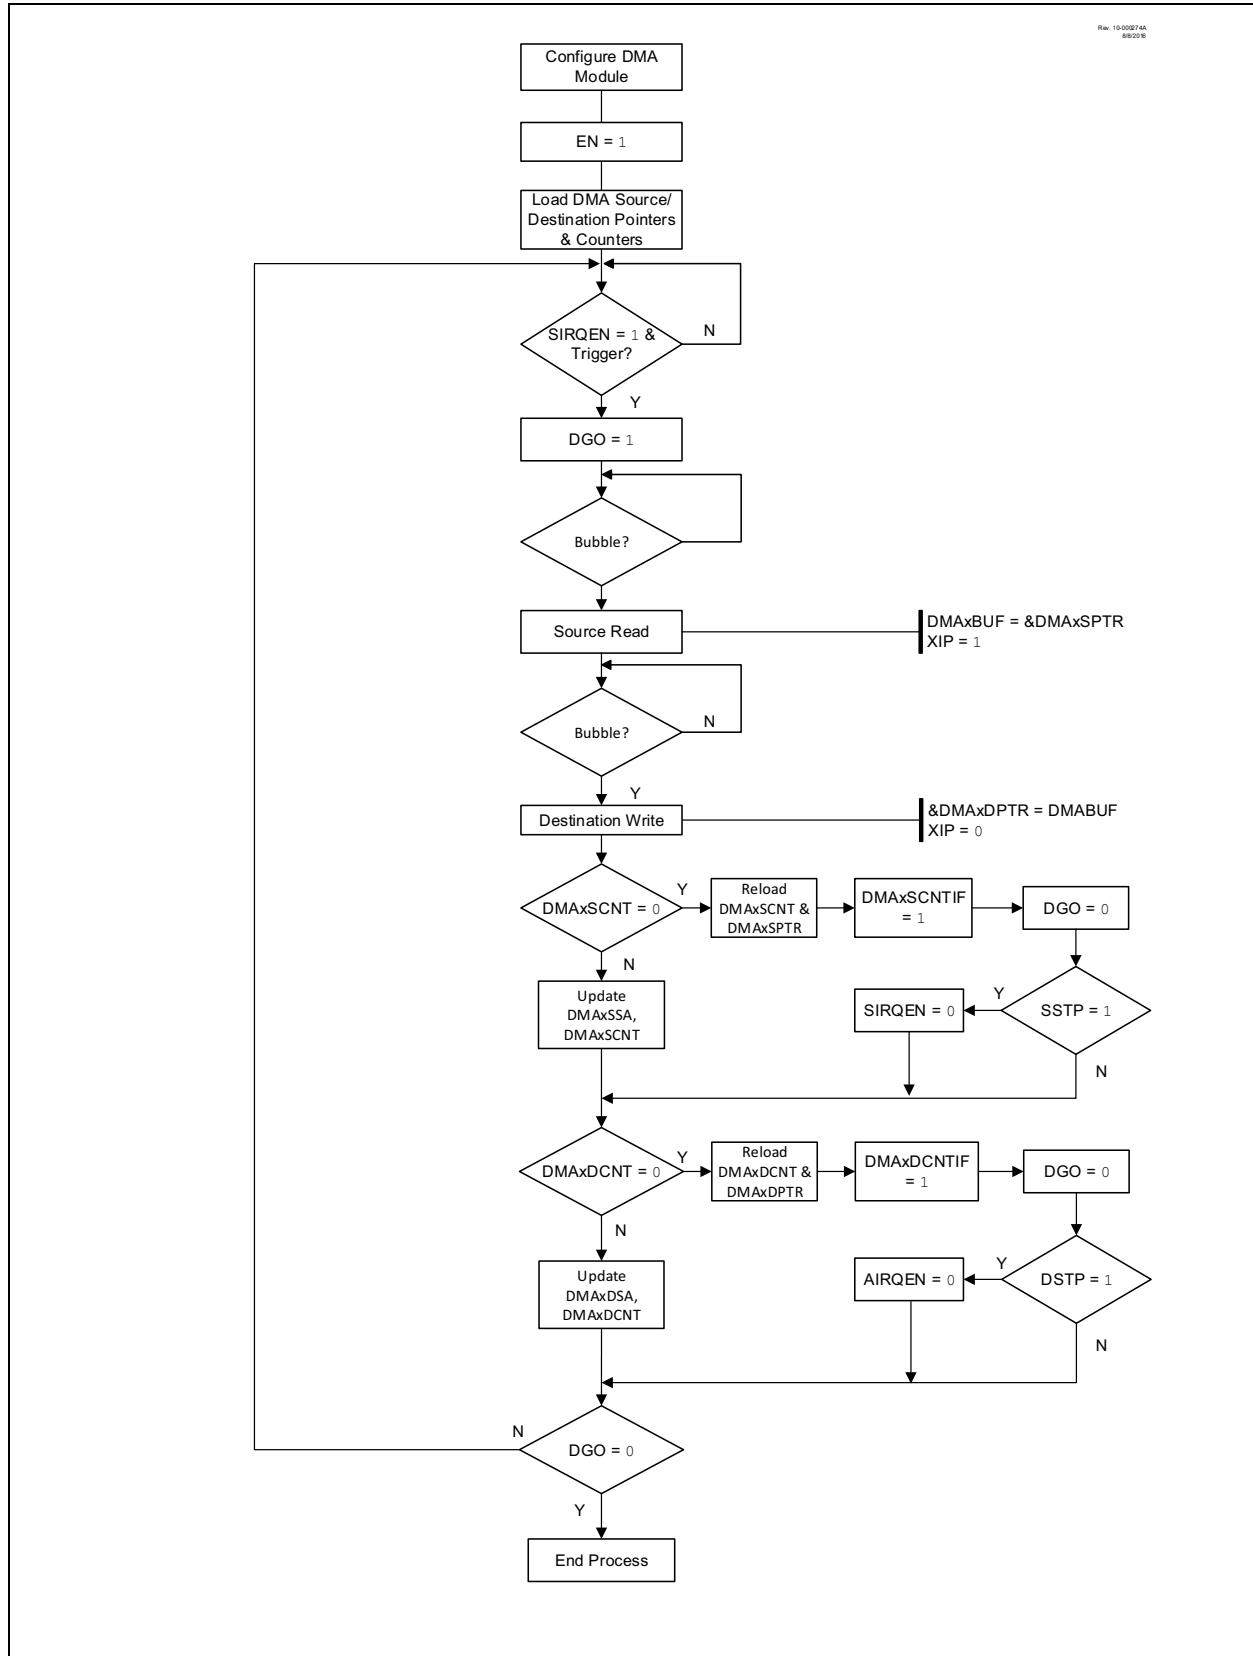 Rev. 10-000274A
8/8/2016
Configure DMA
Module
EN = 1
Load DMA Source/
Destination Pointers
& Counters
SIRQEN = 1 &
Trigger?
N
Y
DGO = 1
Bubble?
Source Read
DMAxBUF = &DMAxSPTR
XIP = 1
Bubble?
N
Y
Destination Write
&DMAxDPTR = DMABUF
XIP = 0
DMAxSCNT = 0
Y
Reload
DMAxSCNT &
DMAxSPTR
DMAxSCNTIF
= 1
DGO = 0
N
Update
DMAxSSA,
DMAxSCNT
SIRQEN = 0
Y
SSTP = 1
N
DMAxDCNT = 0
Y
Reload
DMAxDCNT &
DMAxDPTR
DMAxDCNTIF
= 1
DGO = 0
N
Update
DMAxDSA,
DMAxDCNT
AIRQEN = 0
Y
DSTP = 1
N
N
DGO = 0
Y
End Process